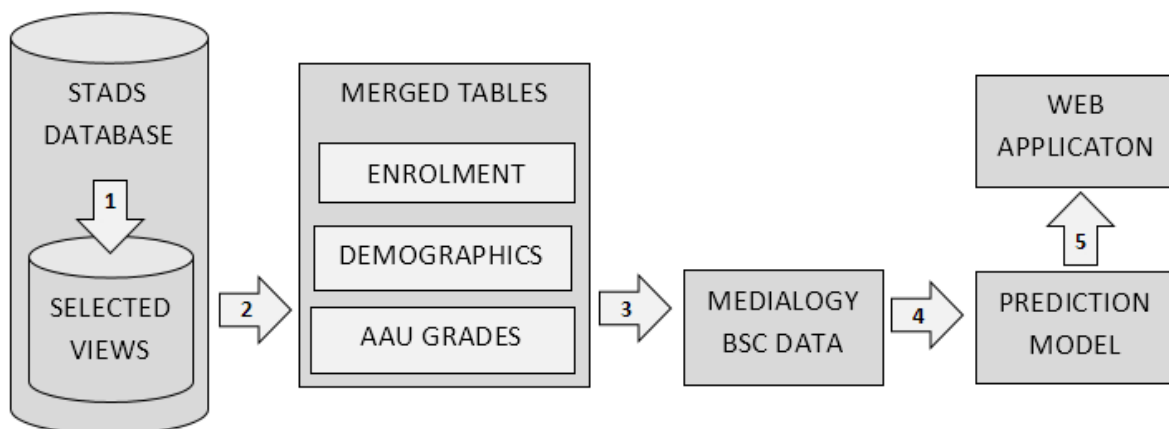 STADS
DATABASE
1
SELECTED
VIEWS
2
MERGED TABLES
ENROLMENT
DEMOGRAPHICS
AAU GRADES
3
MEDIALOGY
BSC DATA
4
PREDICTION
MODEL
5
WEB
APPLICATON